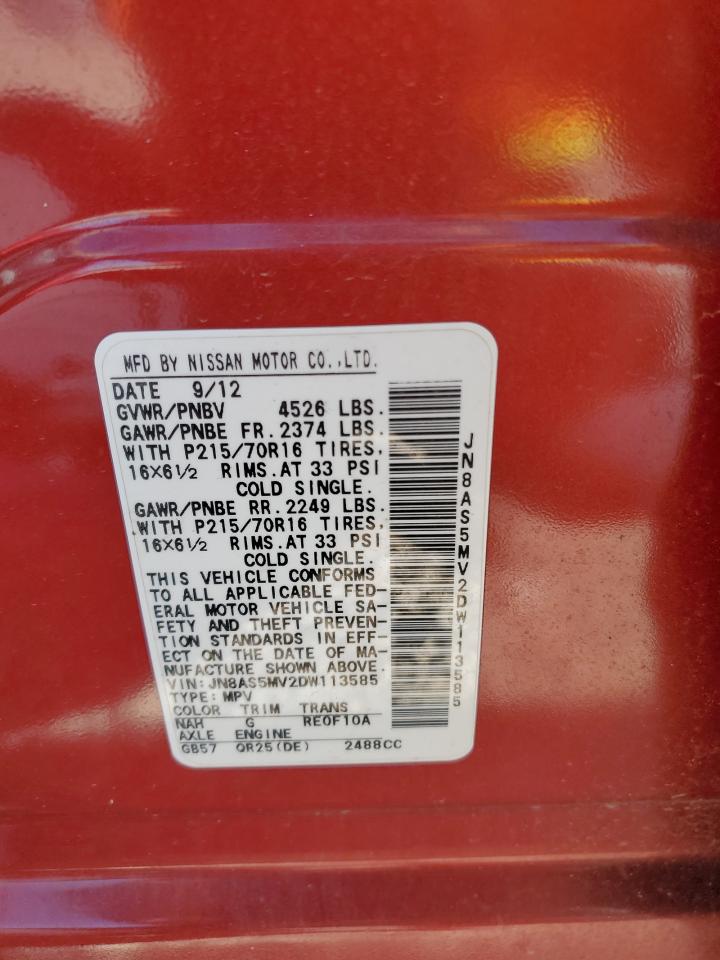 MFD BY NISSAN MOTOR CO.,LTD.
DATE 9/12
GVWR/PNBV 4526 LBS.
GAWR/PNBE FR. 2374 LBS.
WITH P215/70R16 TIRES,
16X6½ RIMS. AT 33 PSI
COLD SINGLE.
GAWR/PNBE RR. 2249 LBS.
WITH P215/70R16 TIRES,
16X6½ RIMS. AT 33 PSI
COLD SINGLE.
THIS VEHICLE CONFORMS
TO ALL APPLICABLE FED-
ERAL MOTOR VEHICLE SA-
FETY AND THEFT PREVEN-
TION STANDARDS IN EFF-
ECT ON THE DATE OF MA-
NUFACTURE SHOWN ABOVE.
VIN: JN8AS5MV2DW113585
TYPE: MPV
COLOR TRIM TRANS
NAH G RE0F10A
AXLE ENGINE
GB57 QR25(DE) 2488CC
JN8AS5MV2DW113585